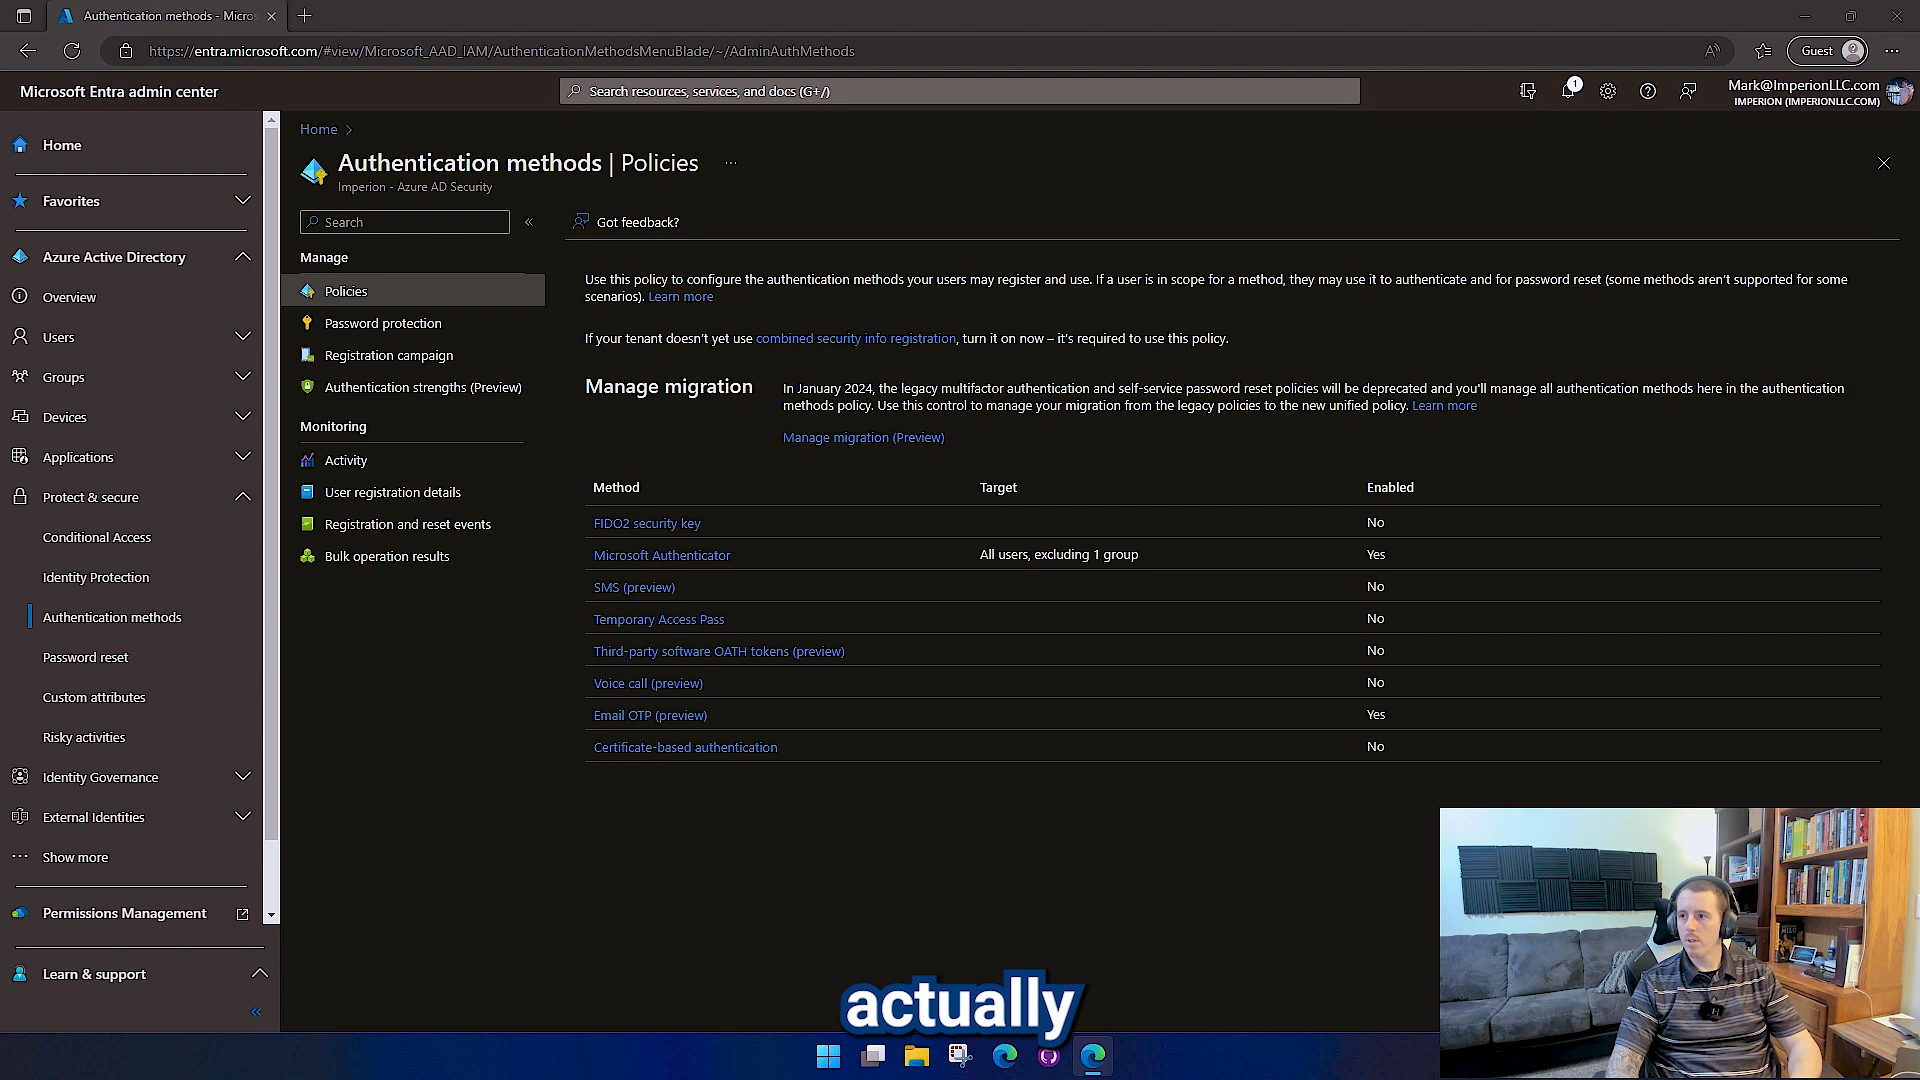 Authentication methods - Micros
https://entra.microsoft.com/#view/Microsoft_AAD_IAM/AuthenticationMethodsMenuBlade/~/AdminAuthMethods
Guest
Microsoft Entra admin center
Search resources, services, and docs (G+/)
1
Mark@ImperionLLC.com
IMPERION (IMPERIONLLC.COM)
Home
Favorites
Azure Active Directory
Overview
Users
Groups
Devices
Applications
Protect & secure
Conditional Access
Identity Protection
Authentication methods
Password reset
Custom attributes
Risky activities
Identity Governance
External Identities
Show more
Permissions Management
Learn & support
Home
Authentication methods | Policies
Imperion - Azure AD Security
Search
Manage
Policies
Password protection
Registration campaign
Authentication strengths (Preview)
Monitoring
Activity
User registration details
Registration and reset events
Bulk operation results
Got feedback?
Use this policy to configure the authentication methods your users may register and use. If a user is in scope for a method, they may use it to authenticate and for password reset (some methods aren't supported for some
scenarios). Learn more
If your tenant doesn't yet use combined security info registration, turn it on now – it's required to use this policy.
Manage migration
In January 2024, the legacy multifactor authentication and self-service password reset policies will be deprecated and you'll manage all authentication methods here in the authentication
methods policy. Use this control to manage your migration from the legacy policies to the new unified policy. Learn more
Manage migration (Preview)
Method Target Enabled
FIDO2 security key No
Microsoft Authenticator All users, excluding 1 group Yes
SMS (preview) No
Temporary Access Pass No
Third-party software OATH tokens (preview) No
Voice call (preview) No
Email OTP (preview) Yes
Certificate-based authentication No
actually